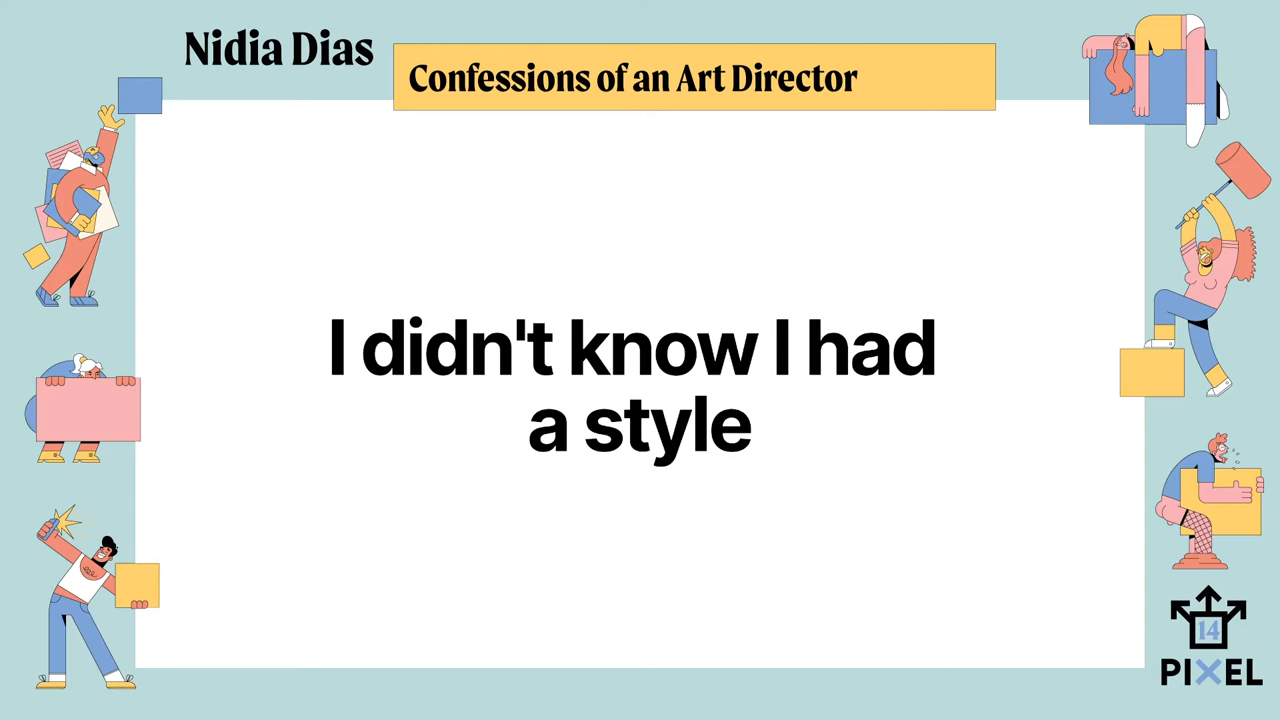 Nidia Dias
Confessions of an Art Director
I didn't know I had
a style
14
PIXEL